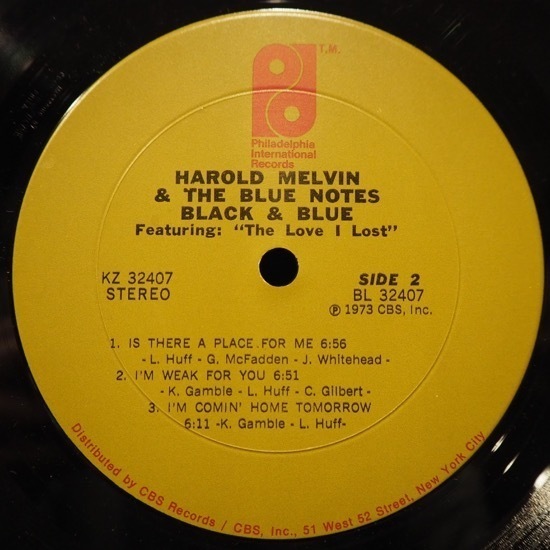 T.M.
Philadelphia
International
Records
HAROLD MELVIN
& THE BLUE NOTES
BLACK & BLUE
Featuring: "The Love I Lost"
KZ 32407
STEREO
SIDE 2
BL 32407
℗ 1973 CBS, Inc.
1. IS THERE A PLACE FOR ME 6:56
- L. Huff - G. McFadden - J. Whitehead -
2. I'M WEAK FOR YOU 6:51
- K. Gamble - L. Huff - C. Gilbert -
3. I'M COMIN' HOME TOMORROW
6:11 -K. Gamble - L. Huff-
Distributed by CBS Records / CBS, Inc., 51 West 52 Street, New York City